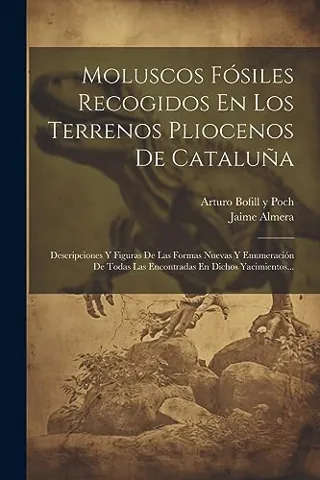 Moluscos Fósiles
Recogidos En Los
Terrenos Pliocenos
De Cataluña
Arturo Bofill y Poch
Jaime Almera
Descripciones Y Figuras De Las Formas Nuevas Y Enumeración
De Todas Las Encontradas En Dichos Yacimientos...